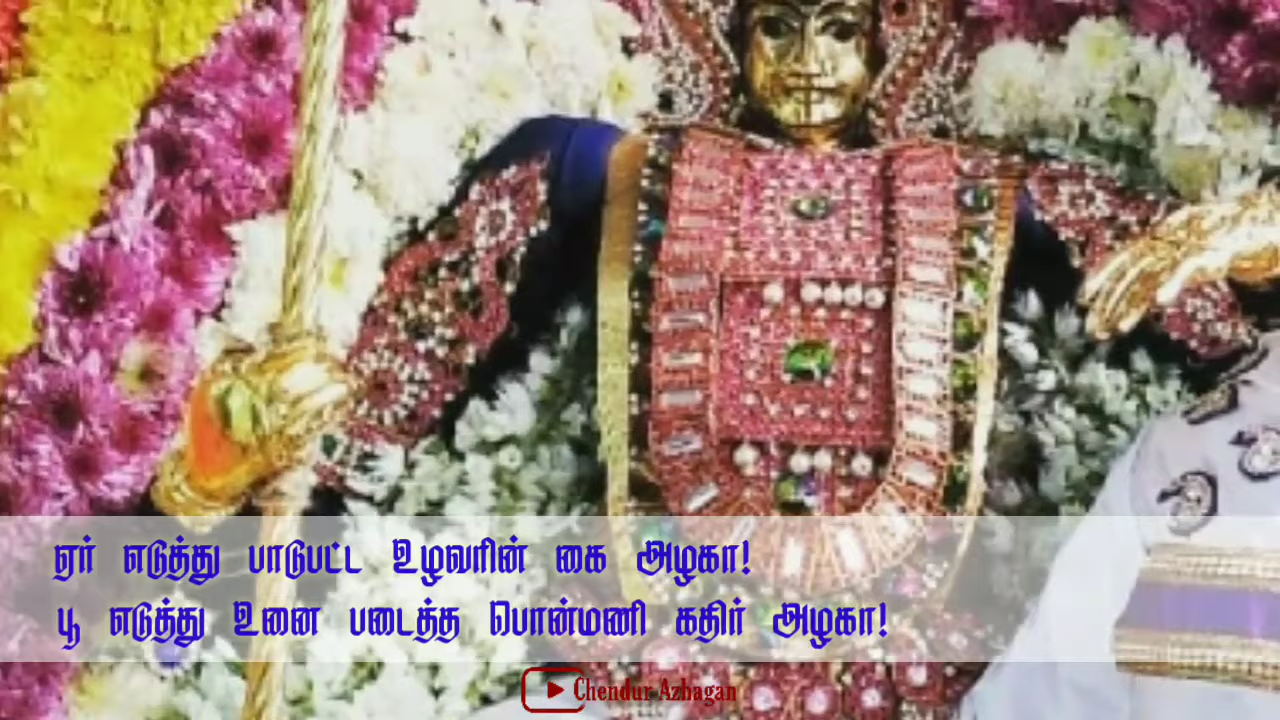 ஏர் எடுத்து பாடுபட்ட உழவரின் கை அழகா!
பூ எடுத்து உனை படைத்த பொன்மணி கதிர் அழகா!
Chendur Azhagan